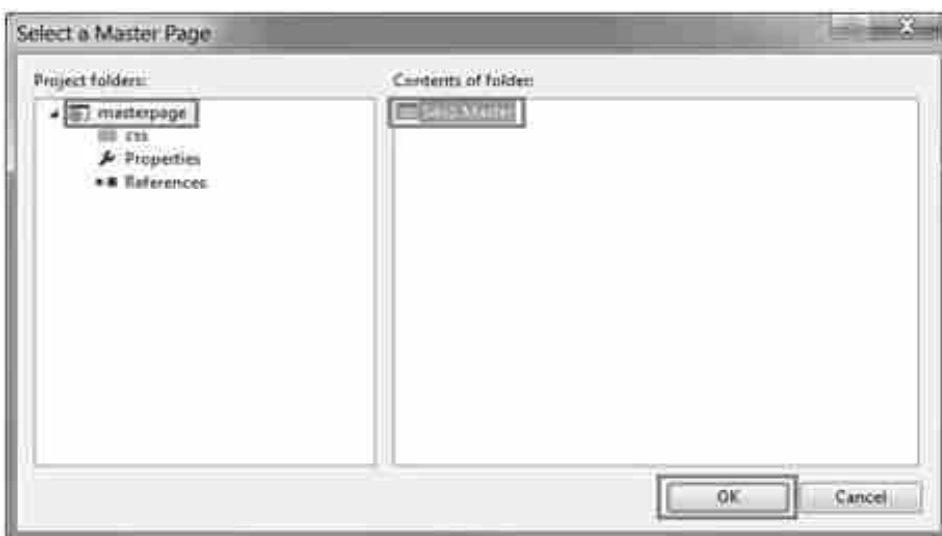 Select a Master Page
Project folders:
Contents of folder:
masterpage
css
Properties
References
OK
Cancel